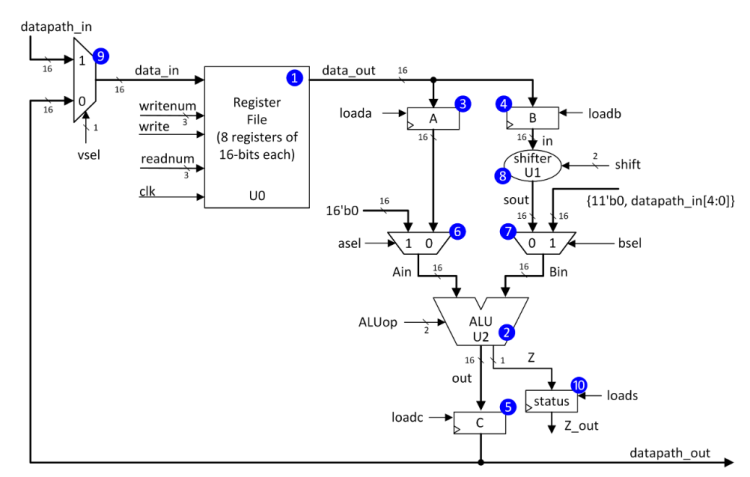 datapath_in
9
1
16
0
16
16
1
vsel
data_in
1
Register
File
(8 registers of
16-bits each)
U0
writenum
3
write
readnum
3
clk
data_out
16
loada
3
A
16
4
B
loadb
16
in
shifter
U1
8
2
shift
sout
16
16
{11'b0, datapath_in[4:0]}
16'b0
16
asel
1 0
6
7
0 1
bsel
Ain
16
16
Bin
ALUop
2
ALU
U2
2
16
1
Z
out
10
status
loads
Z_out
loadc
5
C
datapath_out